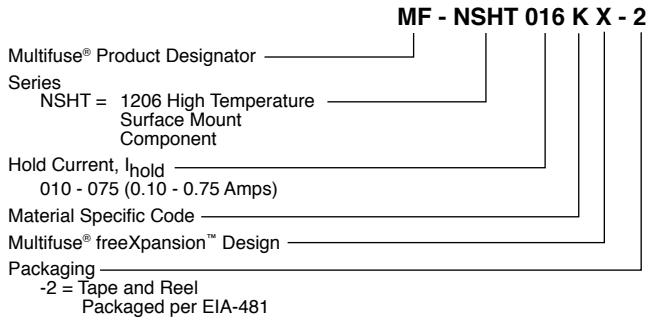 MF - NSHT 016 K X - 2
Multifuse® Product Designator
Series
NSHT = 1206 High Temperature
Surface Mount
Component
Hold Current, Ihold
010 - 075 (0.10 - 0.75 Amps)
Material Specific Code
Multifuse® freeXpansion™ Design
Packaging
-2 = Tape and Reel
Packaged per EIA-481